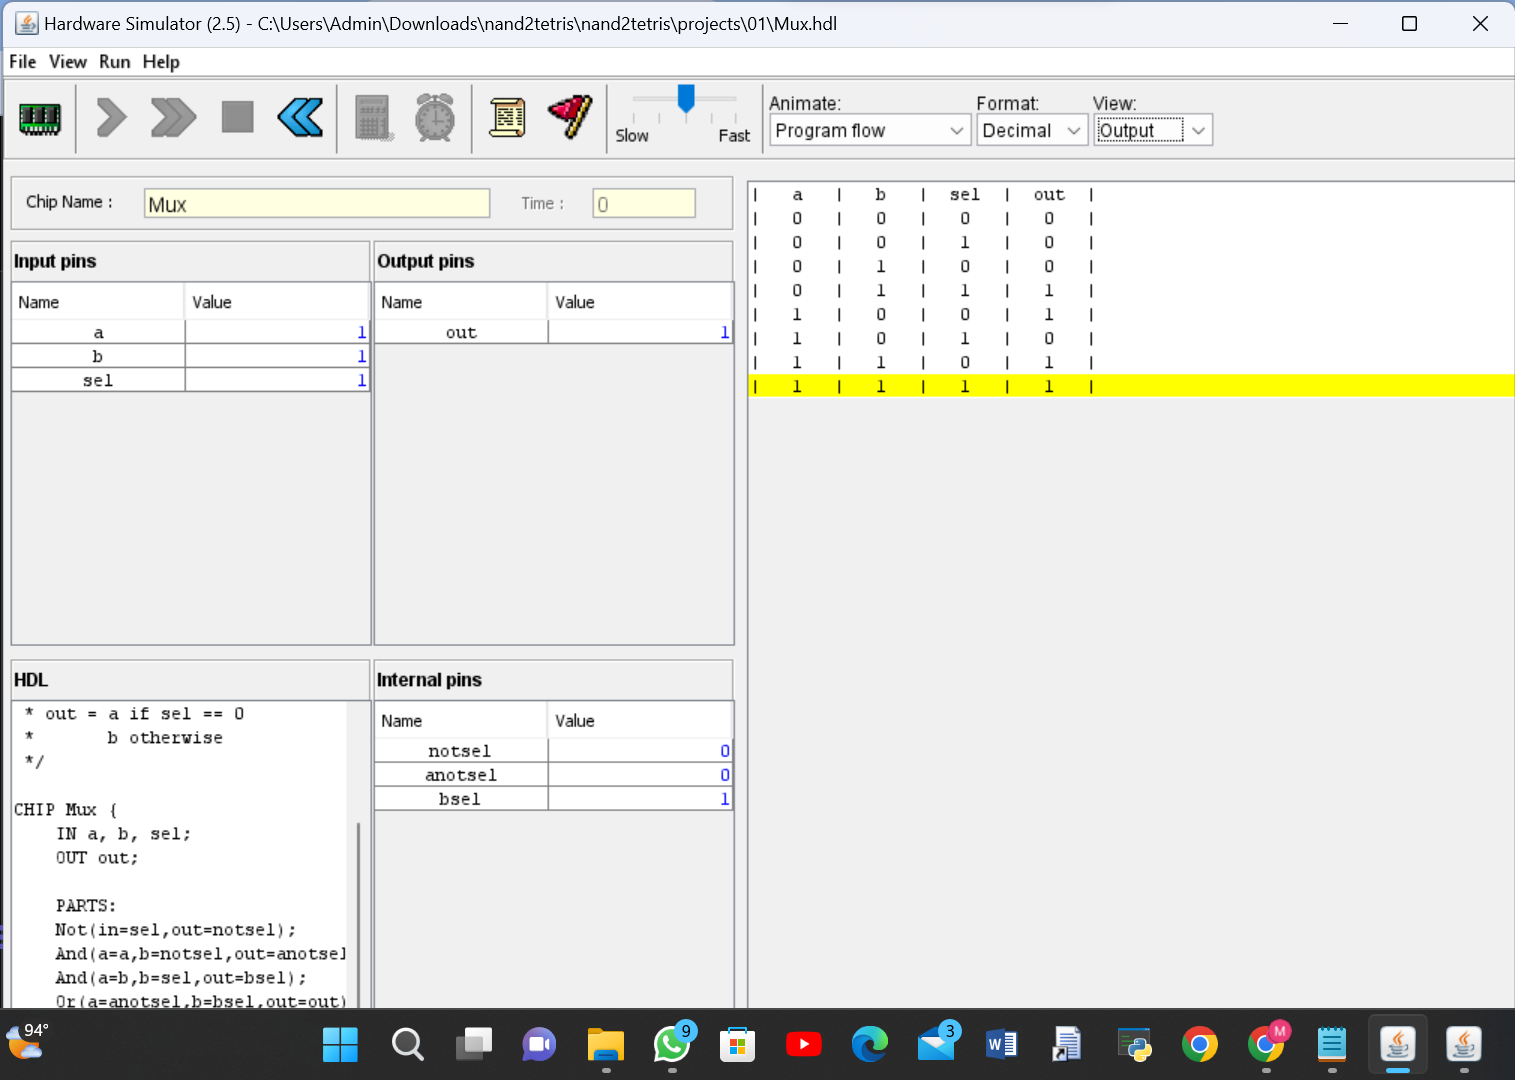 Hardware Simulator (2.5) - C:\Users\Admin\Downloads\nand2tetris\nand2tetris\projects\01\Mux.hdl
File View Run Help
Animate: Format: View:
Slow Fast Program flow Decimal Output
Chip Name : Mux Time : 0
Input pins
Name Value
a 1
b 1
sel 1
Output pins
Name Value
out 1
| a | b | sel | out |
| 0 | 0 | 0 | 0 |
| 0 | 0 | 1 | 0 |
| 0 | 1 | 0 | 0 |
| 0 | 1 | 1 | 1 |
| 1 | 0 | 0 | 1 |
| 1 | 0 | 1 | 0 |
| 1 | 1 | 0 | 1 |
| 1 | 1 | 1 | 1 |
HDL
* out = a if sel == 0
* b otherwise
*/
CHIP Mux {
IN a, b, sel;
OUT out;
PARTS:
Not(in=sel,out=notsel);
And(a=a,b=notsel,out=anotsel
And(a=b,b=sel,out=bsel);
Or(a=anotsel,b=bsel,out=out)
Internal pins
Name Value
notsel 0
anotsel 0
bsel 1
94°
9
3
W
M